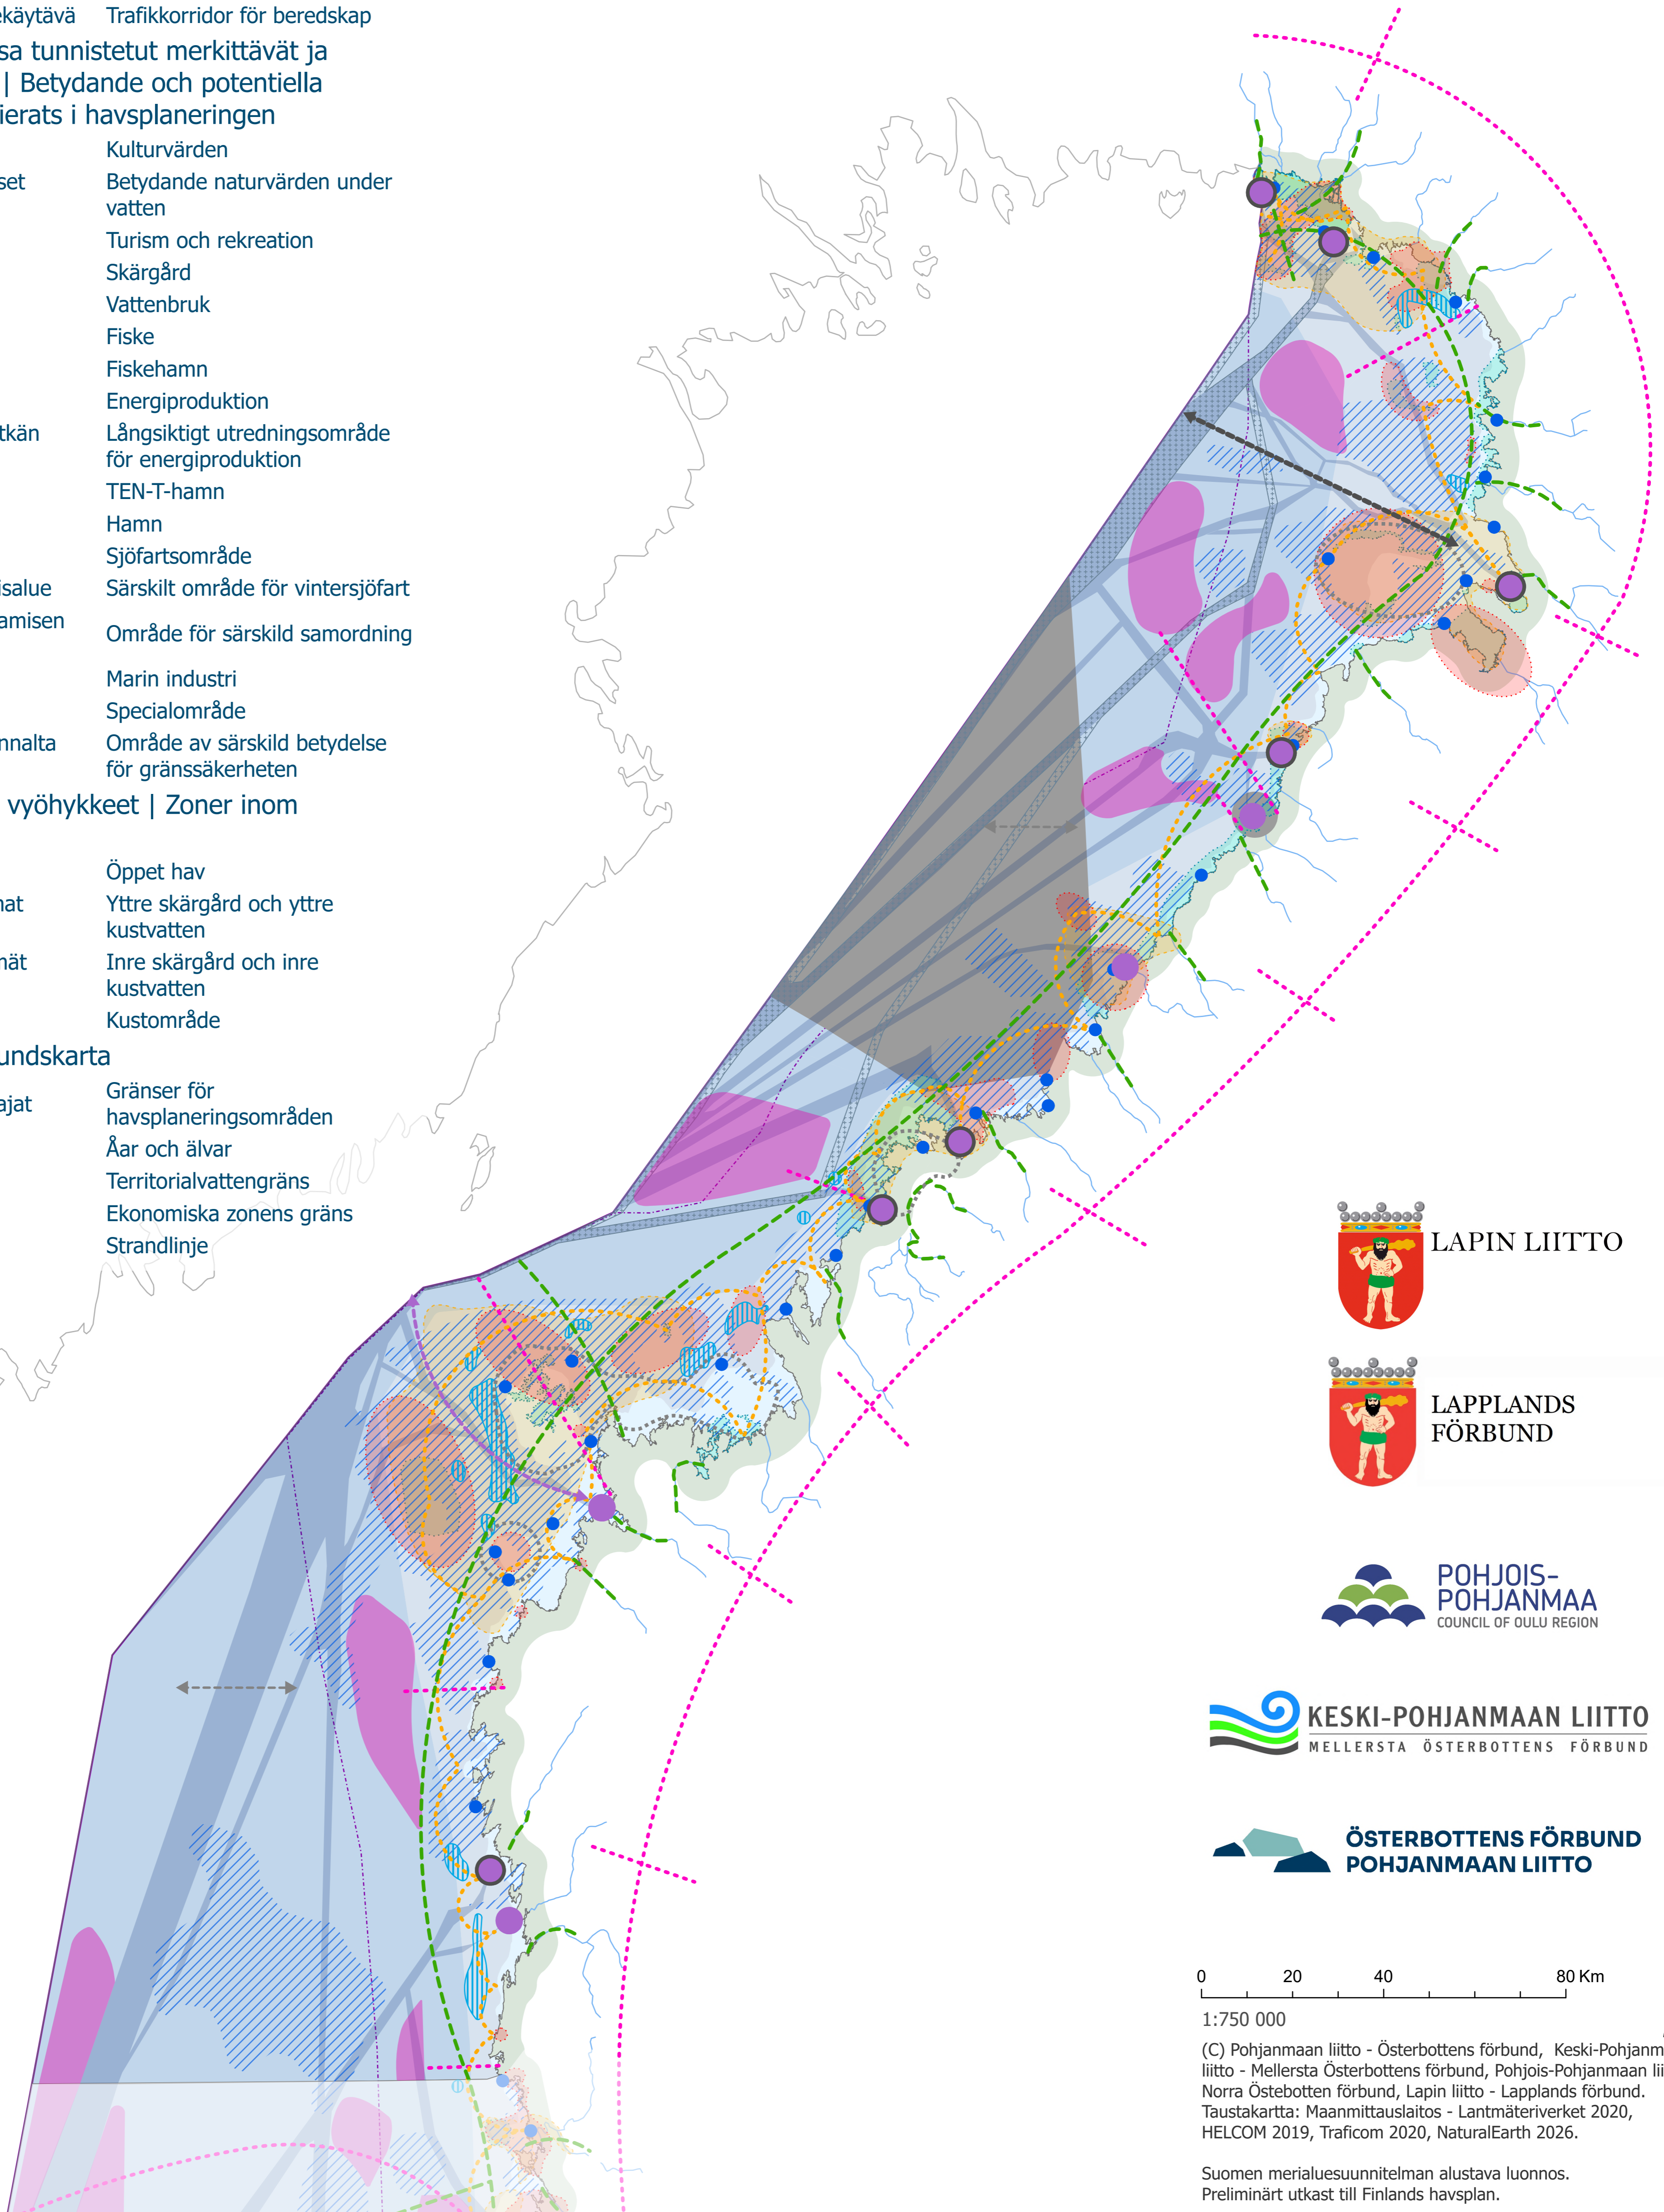 ekäytävä Trafikkorridor för beredskap
sa tunnistetut merkittävät ja
| Betydande och potentiella
ierats i havsplaneringen
Kulturvärden
set Betydande naturvärden under
vatten
Turism och rekreation
Skärgård
Vattenbruk
Fiske
Fiskehamn
Energiproduktion
tkän Långsiktigt utredningsområde
för energiproduktion
TEN-T-hamn
Hamn
Sjöfartsområde
isalue Särskilt område för vintersjöfart
amisen
Område för särskild samordning
Marin industri
Specialområde
nnalta Område av särskild betydelse
för gränssäkerheten
vyöhykkeet | Zoner inom
Öppet hav
nat Yttre skärgård och yttre
kustvatten
nät Inre skärgård och inre
kustvatten
Kustområde
undskarta
ajat Gränser för
havsplaneringsområden
Åar och älvar
Territorialvattengräns
Ekonomiska zonens gräns
Strandlinje
LAPIN LIITTO
LAPPLANDS
FÖRBUND
POHJOIS-
POHJANMAA
COUNCIL OF OULU REGION
KESKI-POHJANMAAN LIITTO
MELLERSTA ÖSTERBOTTENS FÖRBUND
ÖSTERBOTTENS FÖRBUND
POHJANMAAN LIITTO
0 20 40 80 Km
1:750 000
(C) Pohjanmaan liitto - Österbottens förbund, Keski-Pohjanm
liitto - Mellersta Österbottens förbund, Pohjois-Pohjanmaan lii
Norra Östebotten förbund, Lapin liitto - Lapplands förbund.
Taustakartta: Maanmittauslaitos - Lantmäteriverket 2020,
HELCOM 2019, Traficom 2020, NaturalEarth 2026.
Suomen merialuesuunnitelman alustava luonnos.
Preliminärt utkast till Finlands havsplan.